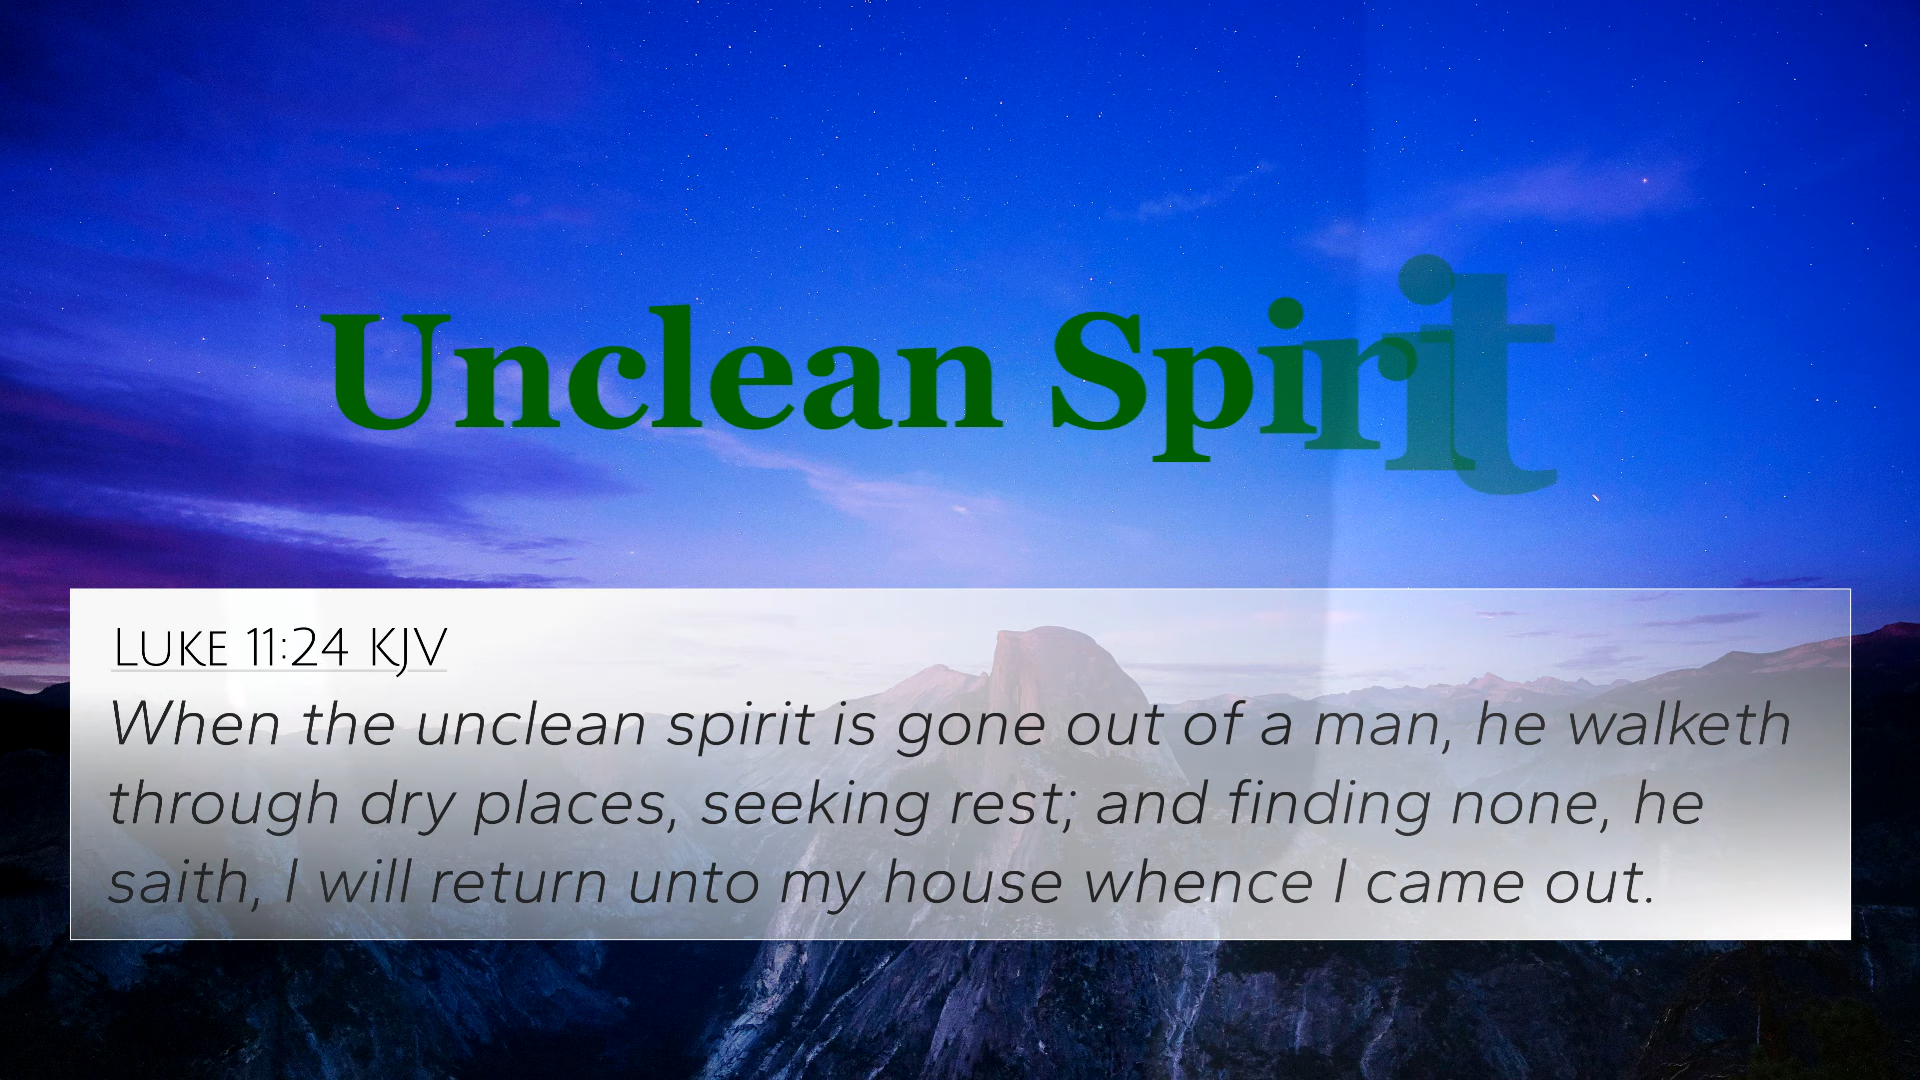 Unclean Spirit
LUKE 11:24 KJV
When the unclean spirit is gone out of a man, he walketh
through dry places, seeking rest; and finding none, he
saith, I will return unto my house whence I came out.